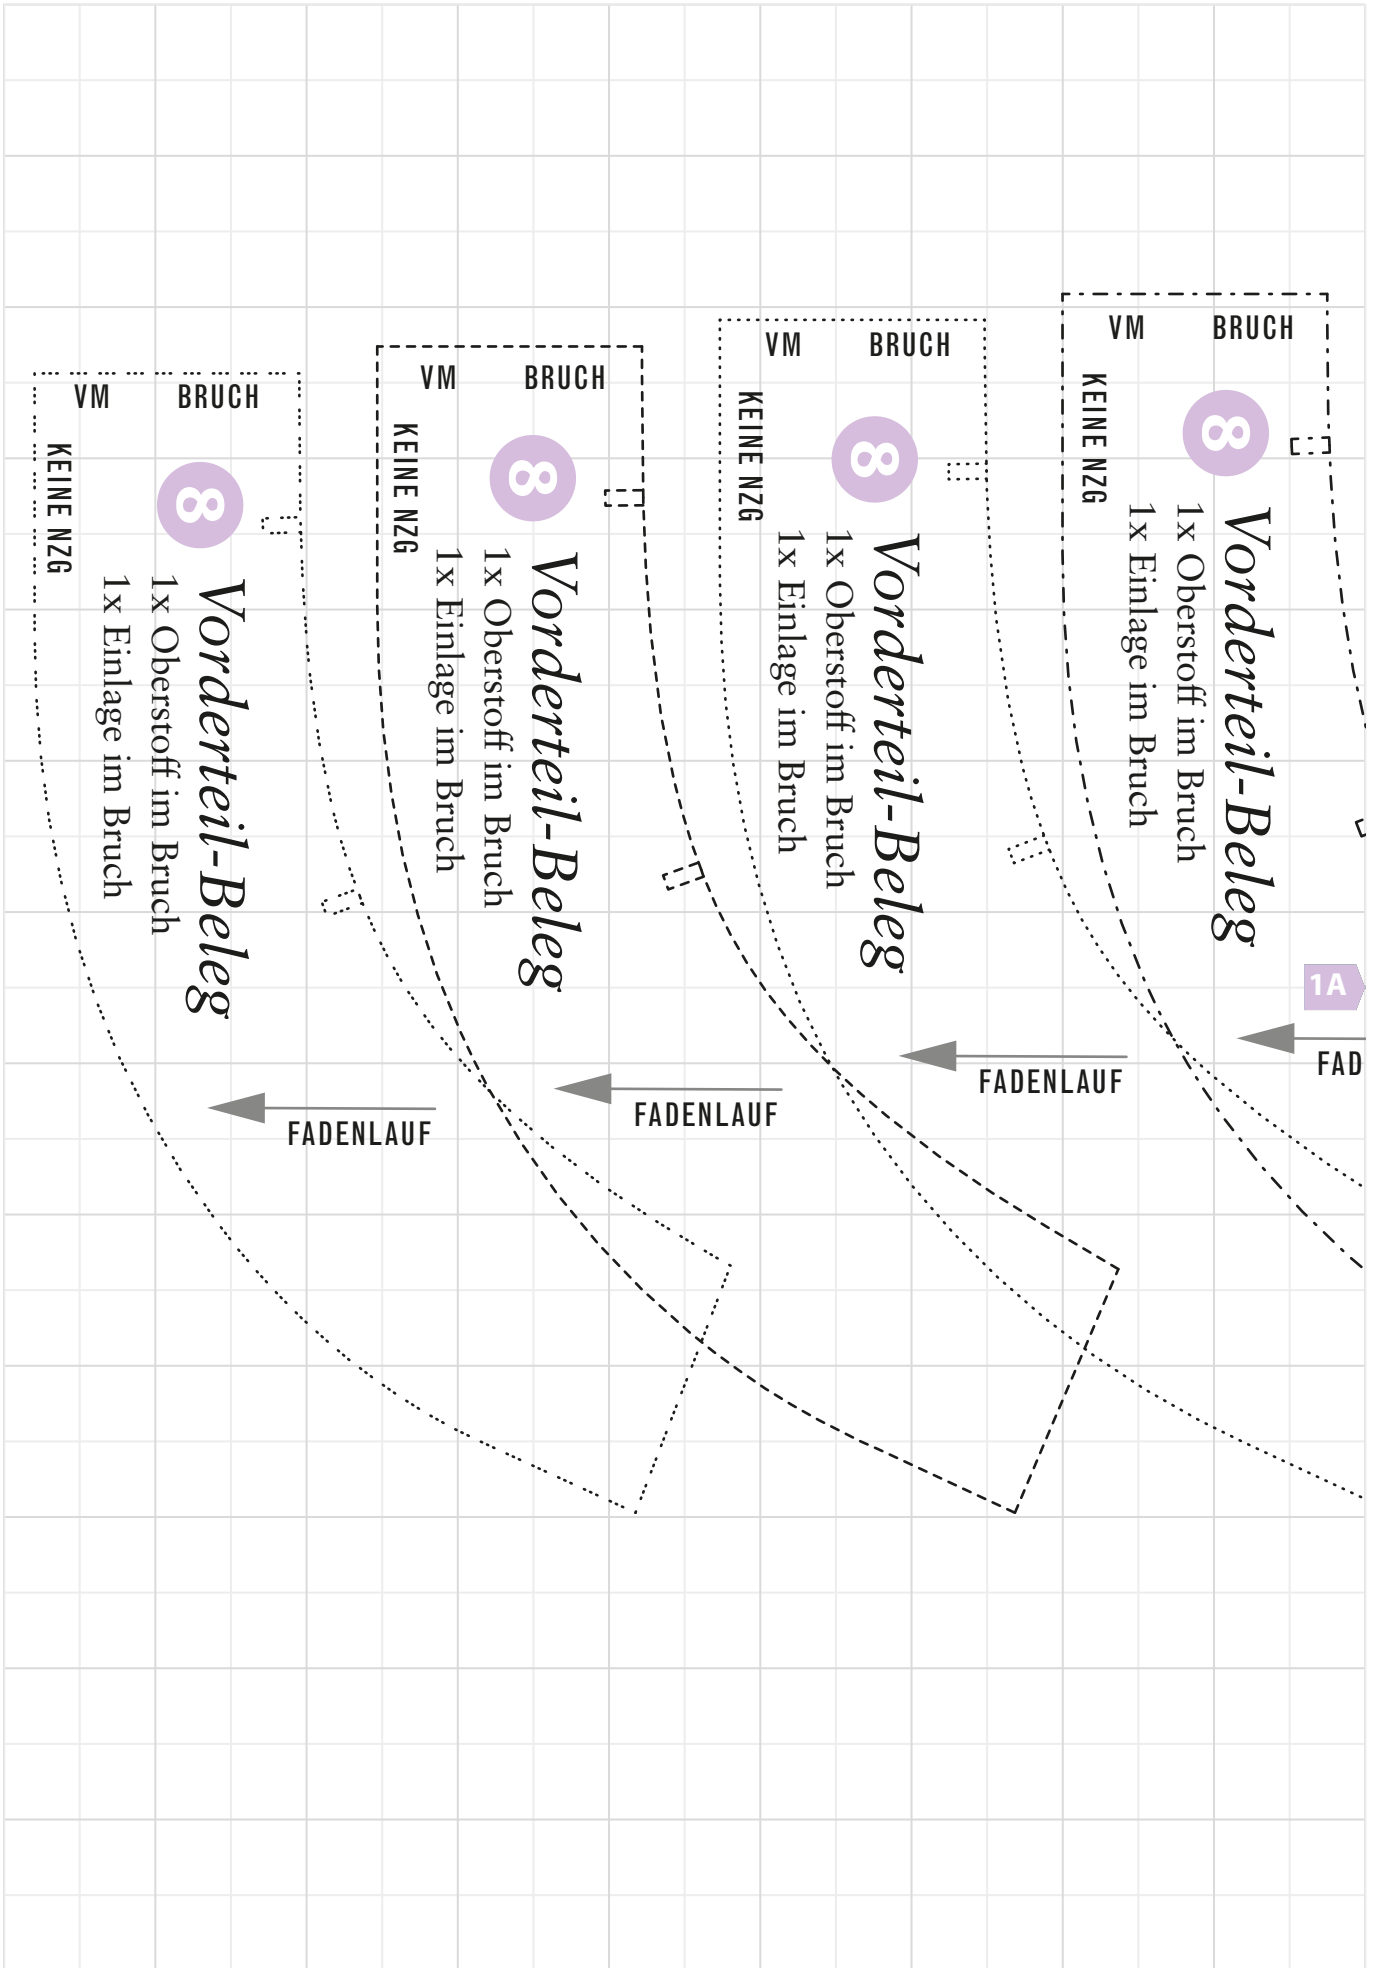 VM BRUCH
KEINE NZG
8
Vorderteil-Beleg
1x Oberstoff im Bruch
1x Einlage im Bruch
FADENLAUF
VM BRUCH
KEINE NZG
8
Vorderteil-Beleg
1x Oberstoff im Bruch
1x Einlage im Bruch
FADENLAUF
VM BRUCH
KEINE NZG
8
Vorderteil-Beleg
1x Oberstoff im Bruch
1x Einlage im Bruch
FADENLAUF
VM BRUCH
KEINE NZG
8
Vorderteil-Beleg
1x Oberstoff im Bruch
1x Einlage im Bruch
1A
FAD